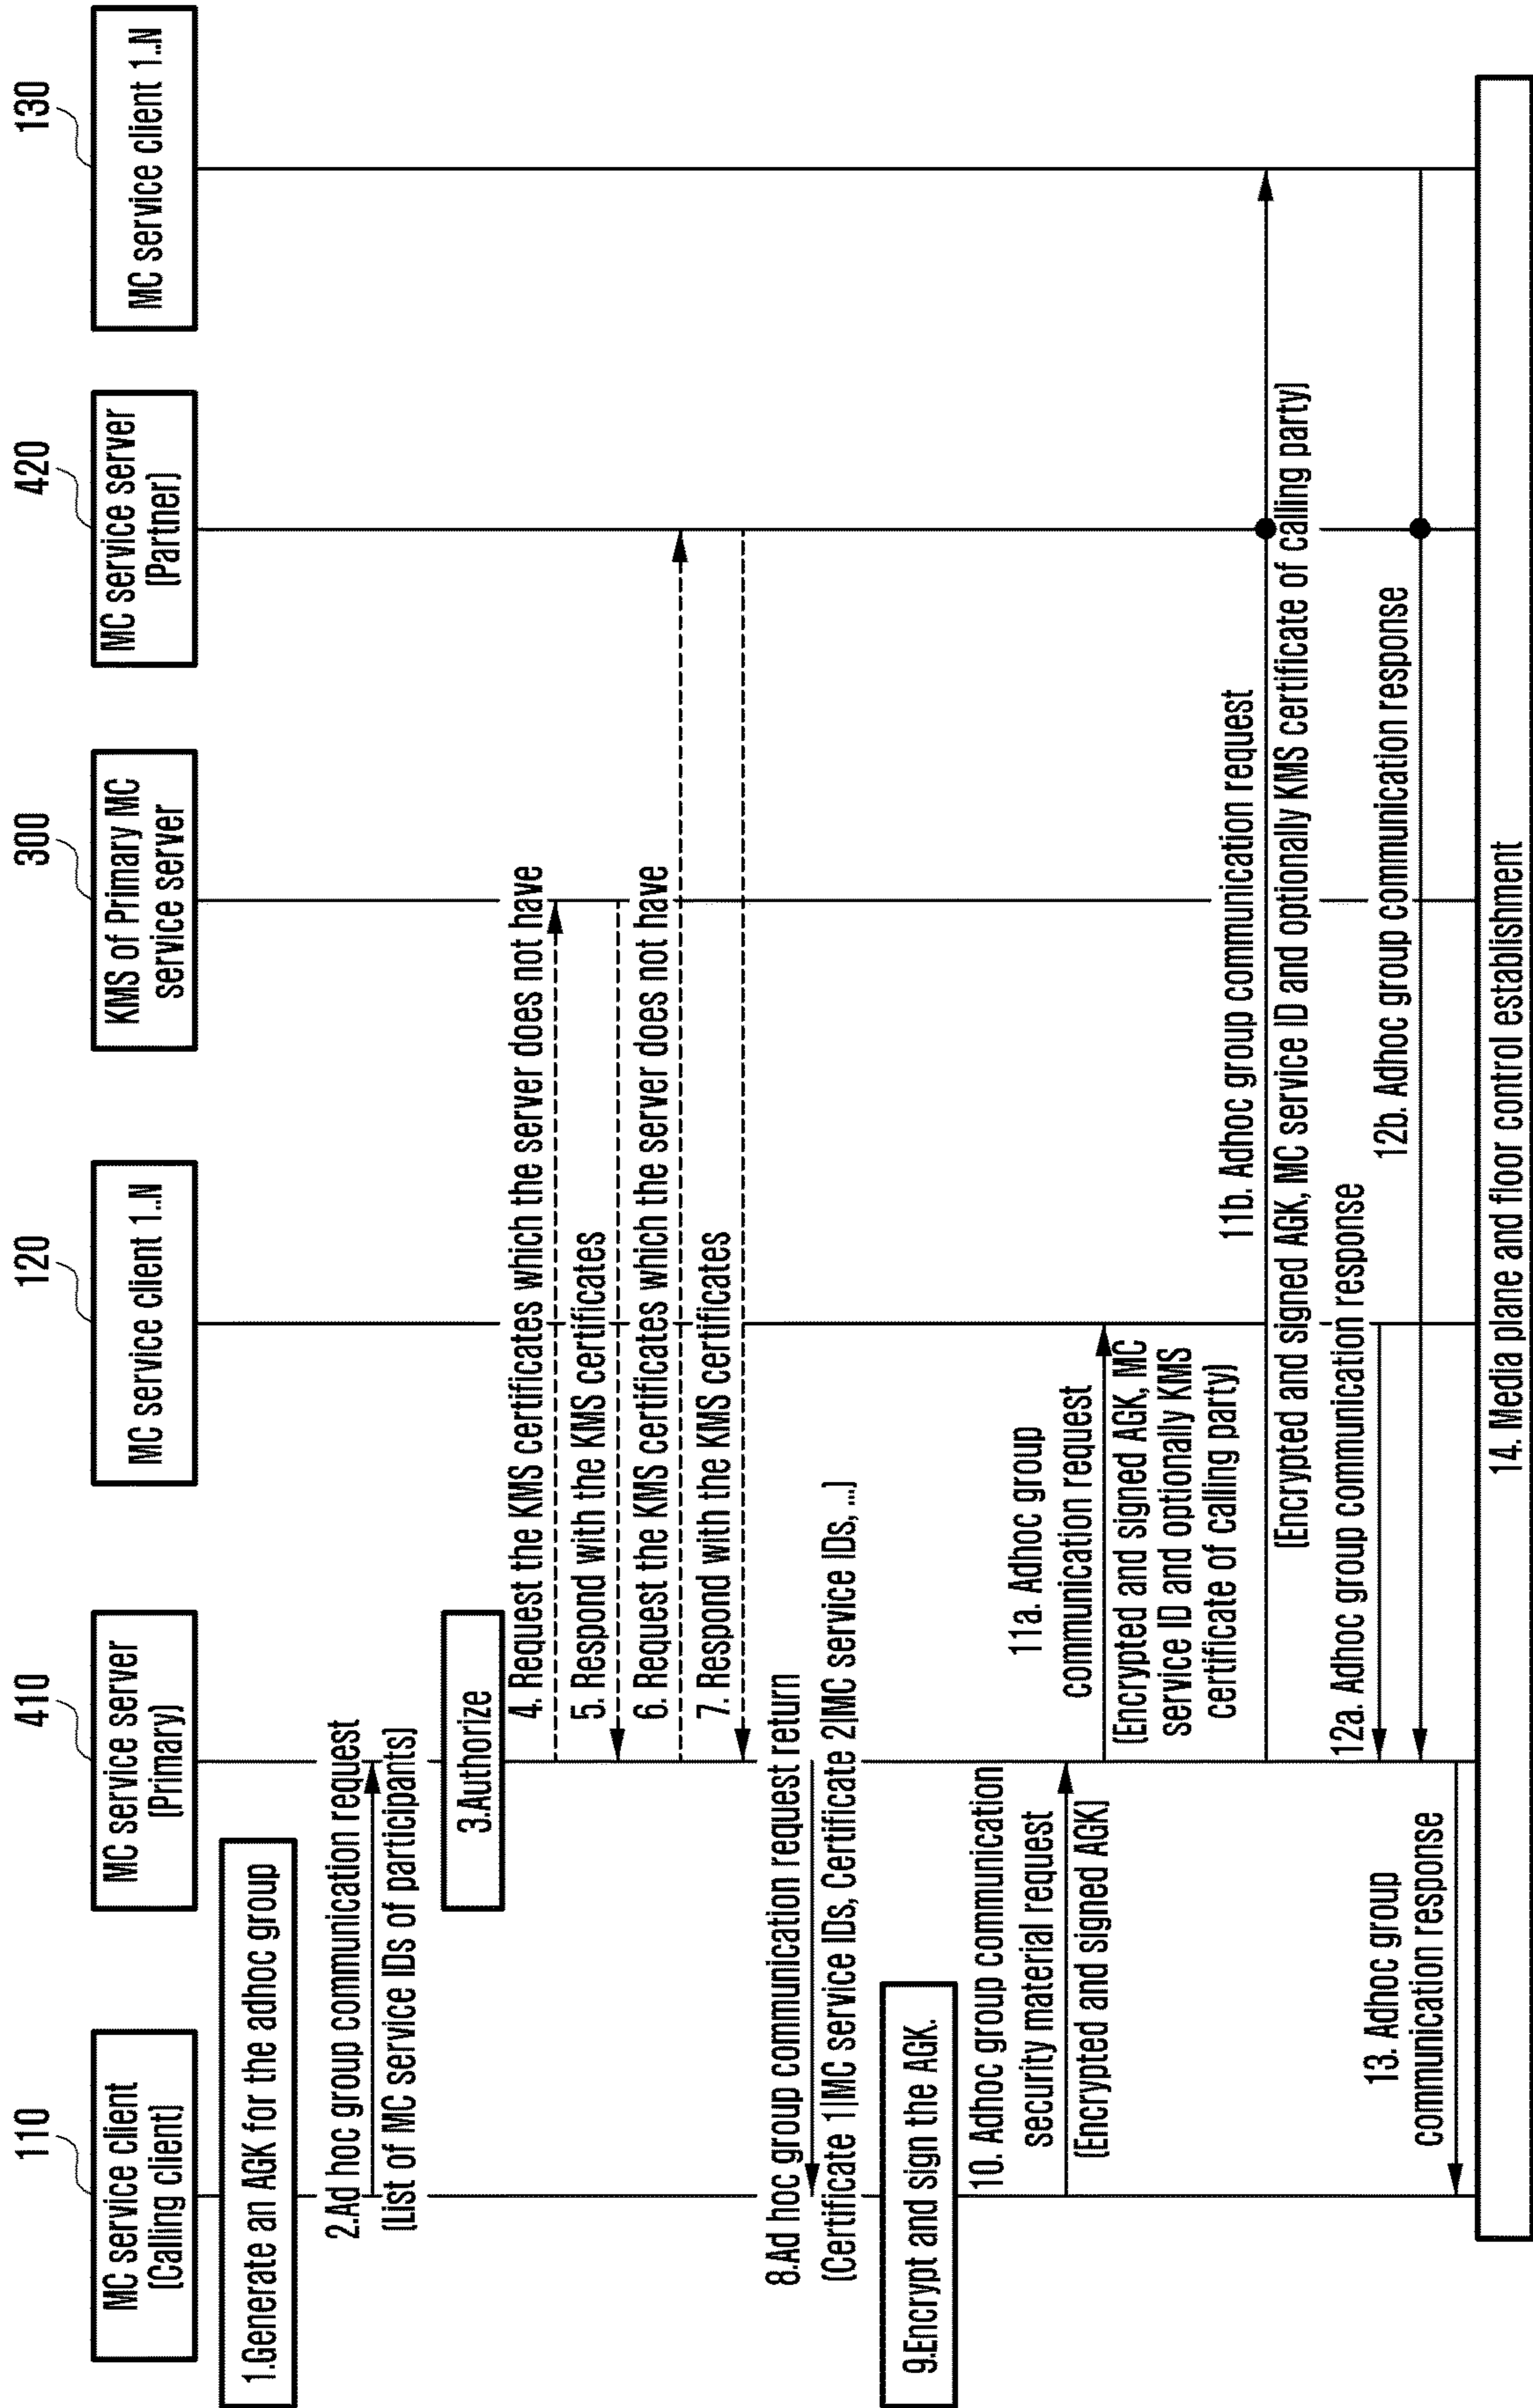 110
MC service client
(Calling client)
410
MC service server
(Primary)
120
MC service client 1..N
300
KMS of Primary MC
service server
420
MC service server
(Partner)
130
MC service client 1..N
1.Generate an AGK for the adhoc group
2.Ad hoc group communication request
(List of MC service IDs of participants)
3.Authorize
4. Request the KMS certificates which the server does not have
5. Respond with the KMS certificates
6. Request the KMS certificates which the server does not have
7. Respond with the KMS certificates
8.Ad hoc group communication request return
(Certificate 1|MC service IDs, Certificate 2|MC service IDs, ...)
9.Encrypt and sign the AGK.
10. Adhoc group communication
security material request
(Encrypted and signed AGK)
11a. Adhoc group
communication request
(Encrypted and signed AGK, MC
service ID and optionally KMS
certificate of calling party)
11b. Adhoc group communication request
(Encrypted and signed AGK, MC service ID and optionally KMS certificate of calling party)
12a. Adhoc group communication response
12b. Adhoc group communication response
13. Adhoc group
communication response
14. Media plane and floor control establishment